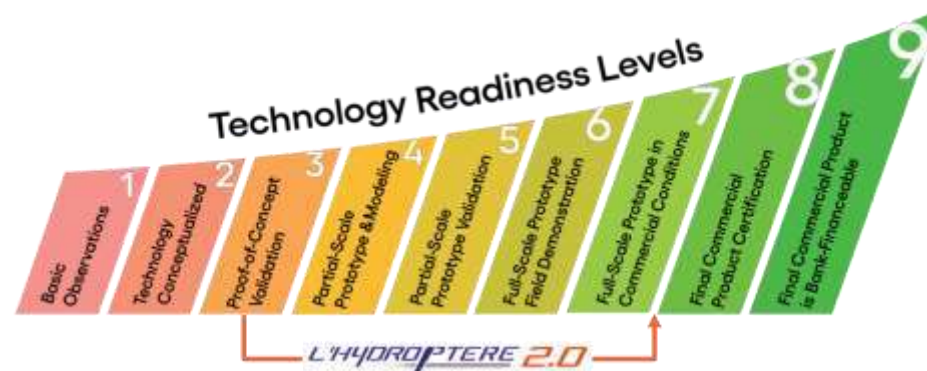 Technology Readiness Levels
1
Basic
Observations
2
Technology
Conceptualized
3
Proof-of-Concept
Validation
4
Partial-Scale
Prototype & Modeling
5
Partial-Scale
Prototype Validation
6
Full-Scale Prototype
Field Demonstration
7
Full-Scale Prototype in
Commercial Conditions
8
Final Commercial
Product Certification
9
Final Commercial Product
is Bank-Financeable
L'HYDROPTERE 2.0